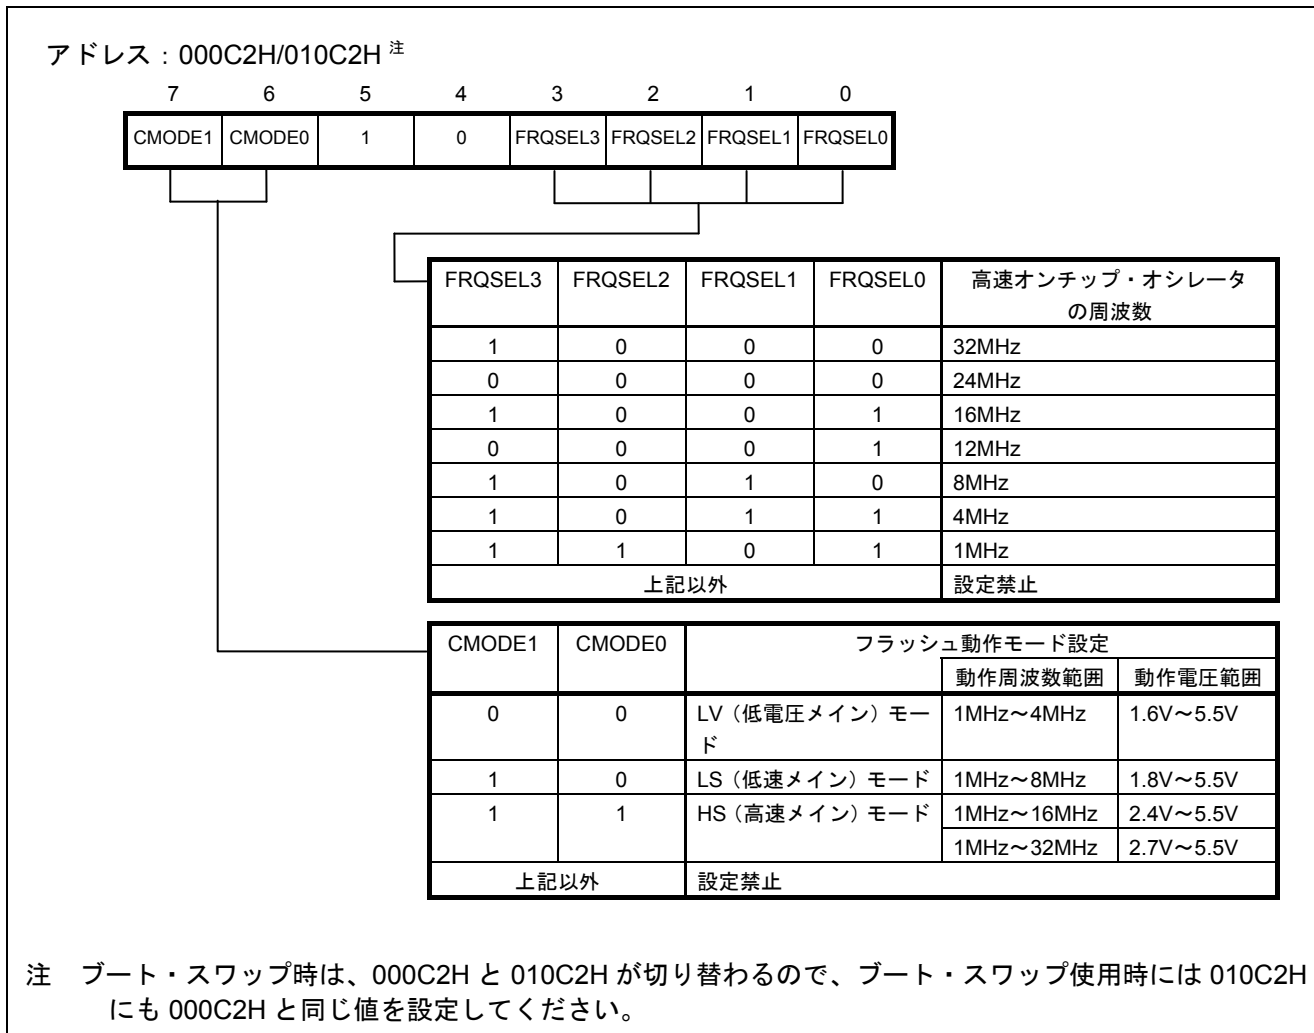 アドレス:000C2H/010C2H 注
7 6 5 4 3 2 1 0
CMODE1 CMODE0 1 0 FRQSEL3 FRQSEL2 FRQSEL1 FRQSEL0
FRQSEL3 FRQSEL2 FRQSEL1 FRQSEL0 高速オンチップ・オシレータ
の周波数
1 0 0 0 32MHz
0 0 0 0 24MHz
1 0 0 1 16MHz
0 0 0 1 12MHz
1 0 1 0 8MHz
1 0 1 1 4MHz
1 1 0 1 1MHz
上記以外 設定禁止
CMODE1 CMODE0 フラッシュ動作モード設定
動作周波数範囲 動作電圧範囲
0 0 LV(低電圧メイン)モー 1MHz~4MHz 1.6V~5.5V
ド
1 0 LS(低速メイン)モード 1MHz~8MHz 1.8V~5.5V
1 1 HS(高速メイン)モード 1MHz~16MHz 2.4V~5.5V
1MHz~32MHz 2.7V~5.5V
上記以外 設定禁止
注 ブート・スワップ時は、000C2H と 010C2H が切り替わるので、ブート・スワップ使用時には 010C2H
にも 000C2H と同じ値を設定してください。